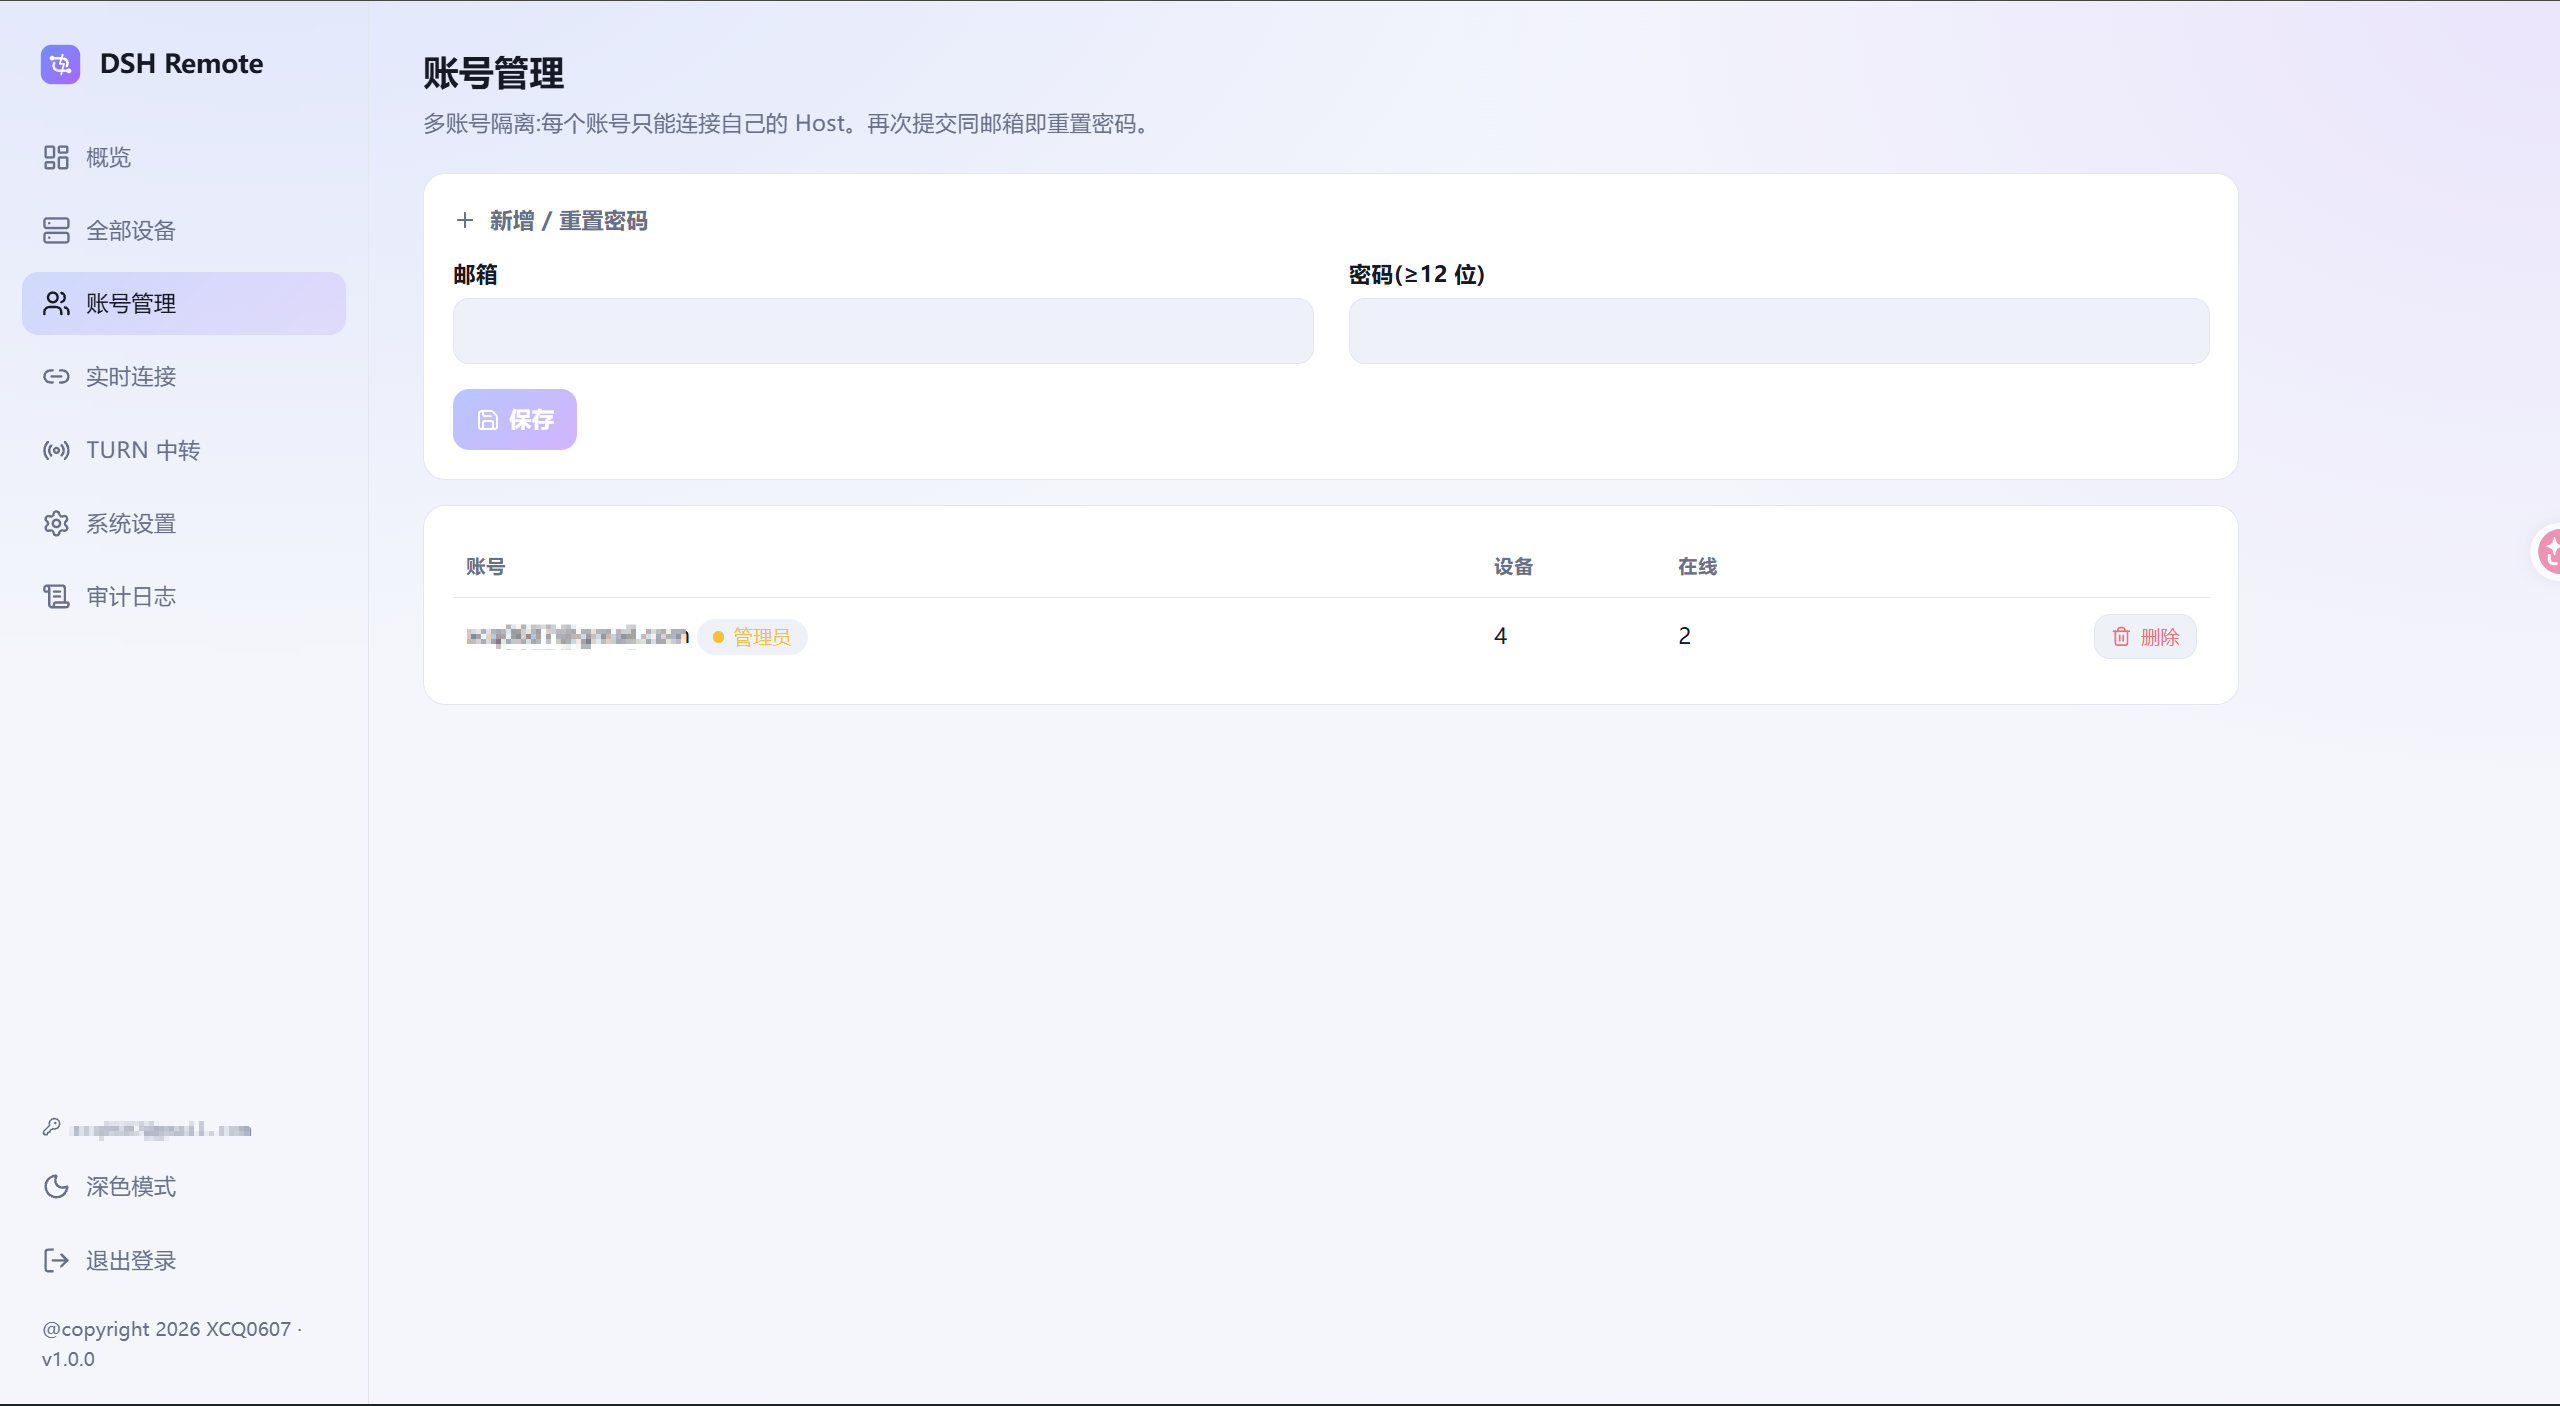 DSH Remote
概览
全部设备
账号管理
实时连接
TURN 中转
系统设置
审计日志
深色模式
退出登录
@copyright 2026 XCQ0607 ·
v1.0.0
账号管理
多账号隔离:每个账号只能连接自己的 Host。再次提交同邮箱即重置密码。
新增 / 重置密码
邮箱
密码(≥12 位)
保存
账号 设备 在线
管理员 4 2 删除